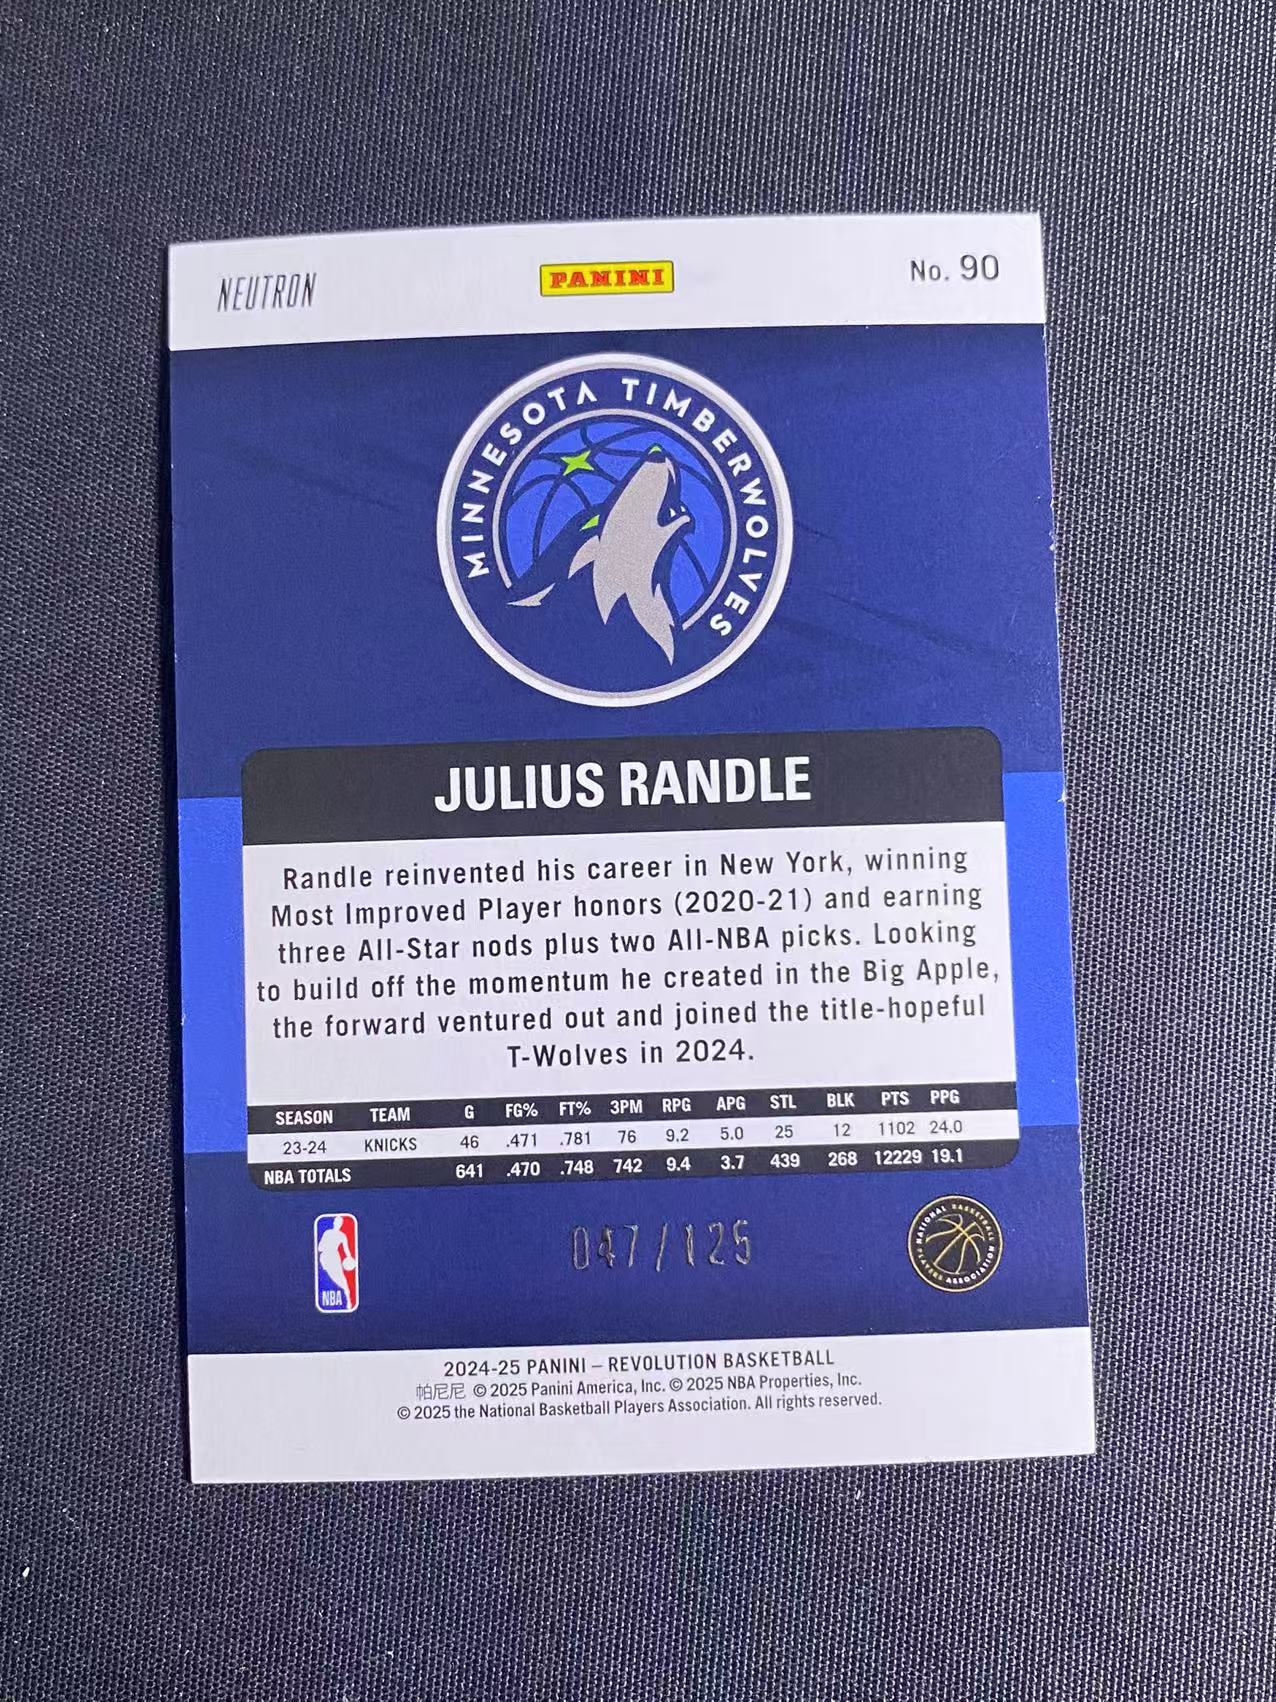 NEUTRON PANINI No. 90
MINNESOTA TIMBERWOLVES
JULIUS RANDLE
Randle reinvented his career in New York, winning
Most Improved Player honors (2020-21) and earning
three All-Star nods plus two All-NBA picks. Looking
to build off the momentum he created in the Big Apple,
the forward ventured out and joined the title-hopeful
T-Wolves in 2024.
SEASON TEAM G FG% FT% 3PM RPG APG STL BLK PTS PPG
23-24 KNICKS 46 .471 .781 76 9.2 5.0 25 12 1102 24.0
NBA TOTALS 641 .470 .748 742 9.4 3.7 439 268 12229 19.1
047/125
NBA
NATIONAL BASKETBALL PLAYERS ASSOCIATION
2024-25 PANINI – REVOLUTION BASKETBALL
帕尼尼 © 2025 Panini America, Inc. © 2025 NBA Properties, Inc.
© 2025 the National Basketball Players Association. All rights reserved.